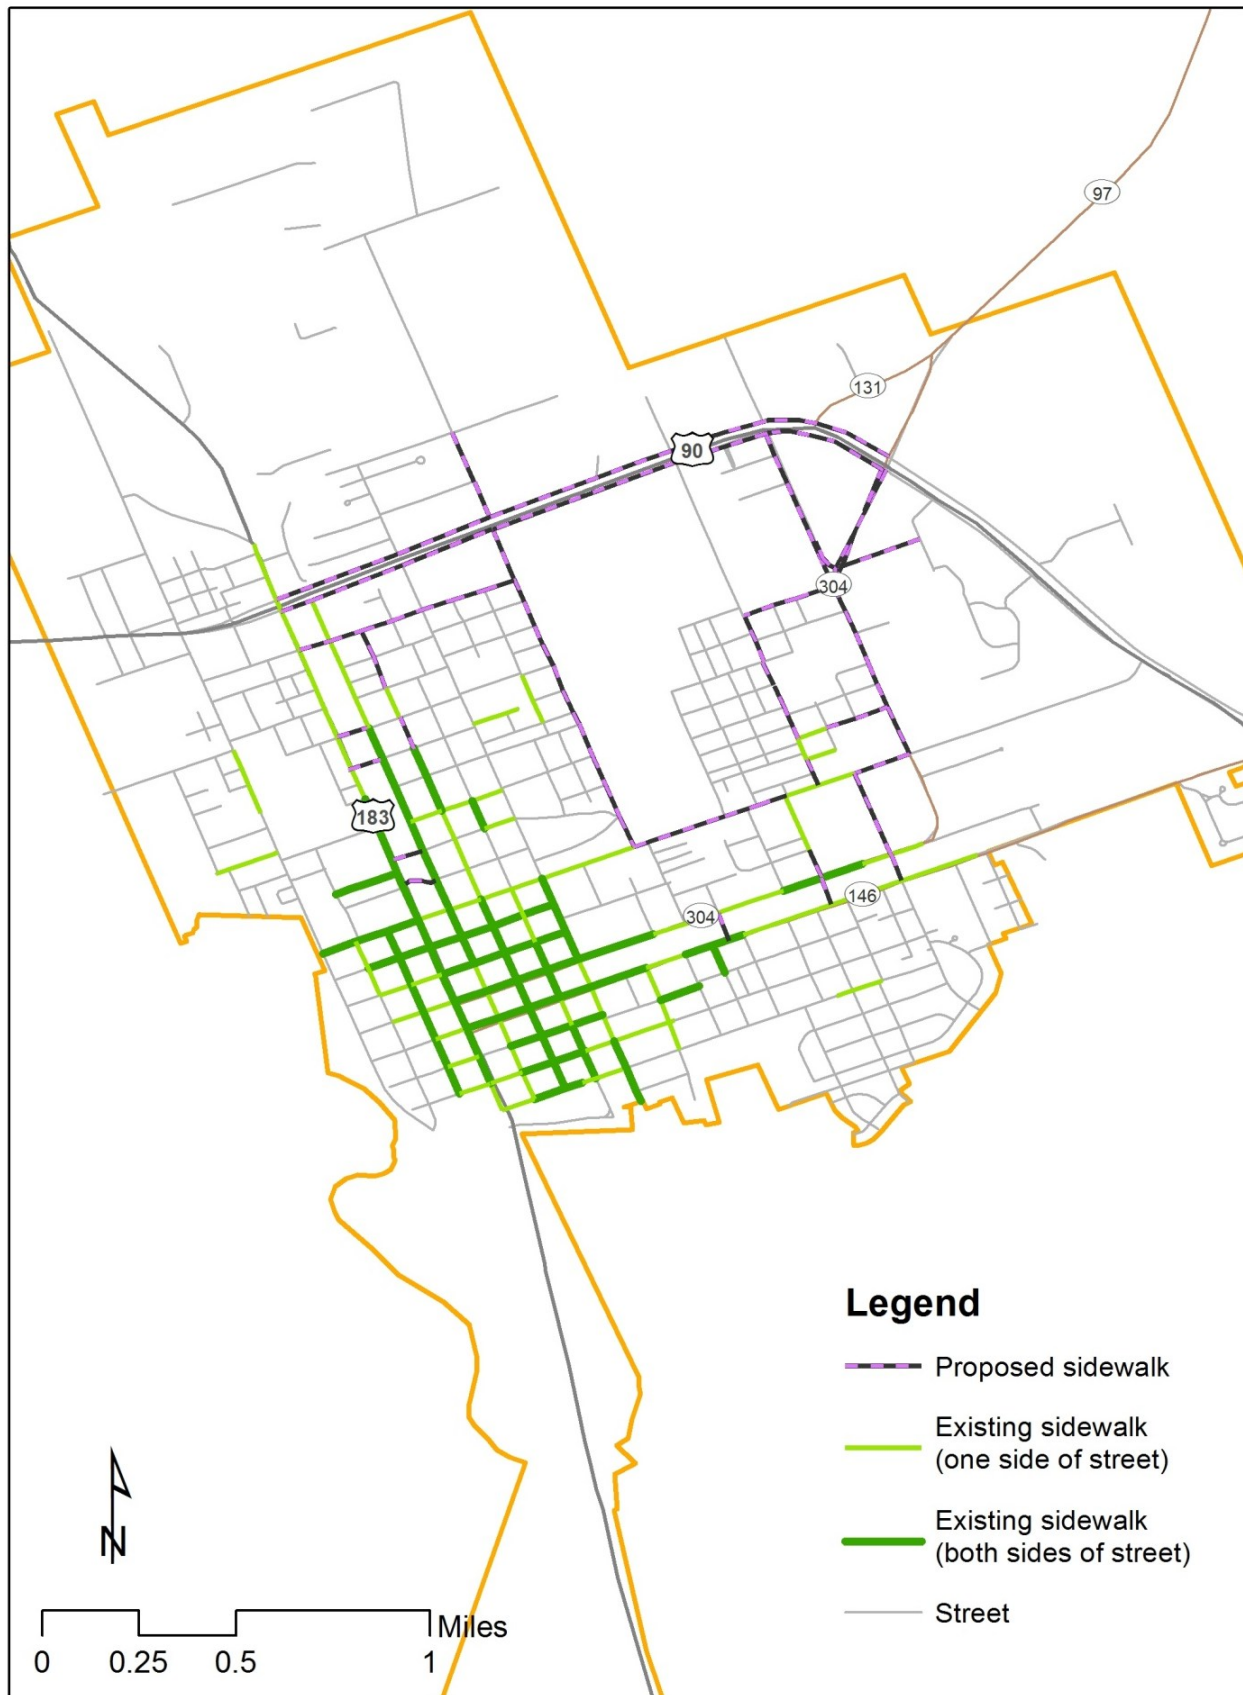 97
131
90
304
183
146
304
Legend
Proposed sidewalk
Existing sidewalk
(one side of street)
Existing sidewalk
(both sides of street)
Street
N
Miles
0 0.25 0.5 1